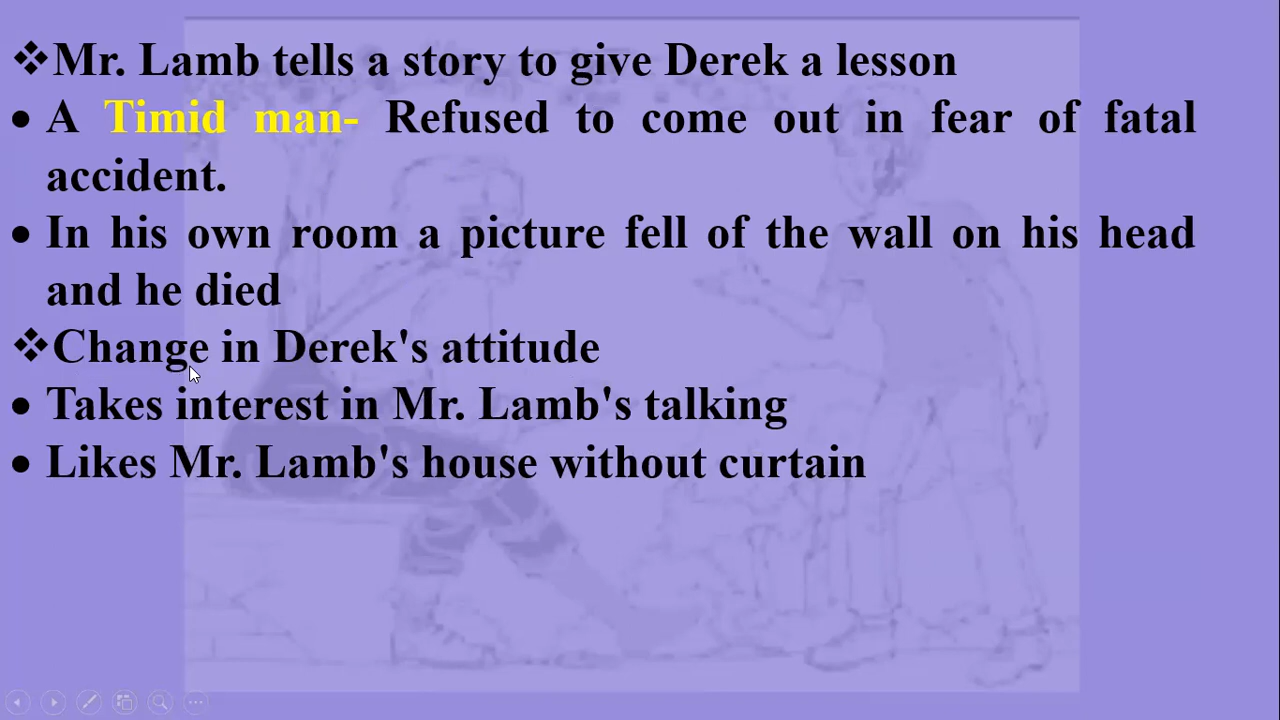 ❖Mr. Lamb tells a story to give Derek a lesson
• A Timid man- Refused to come out in fear of fatal
accident.
• In his own room a picture fell of the wall on his head
and he died
❖Change in Derek's attitude
• Takes interest in Mr. Lamb's talking
• Likes Mr. Lamb's house without curtain